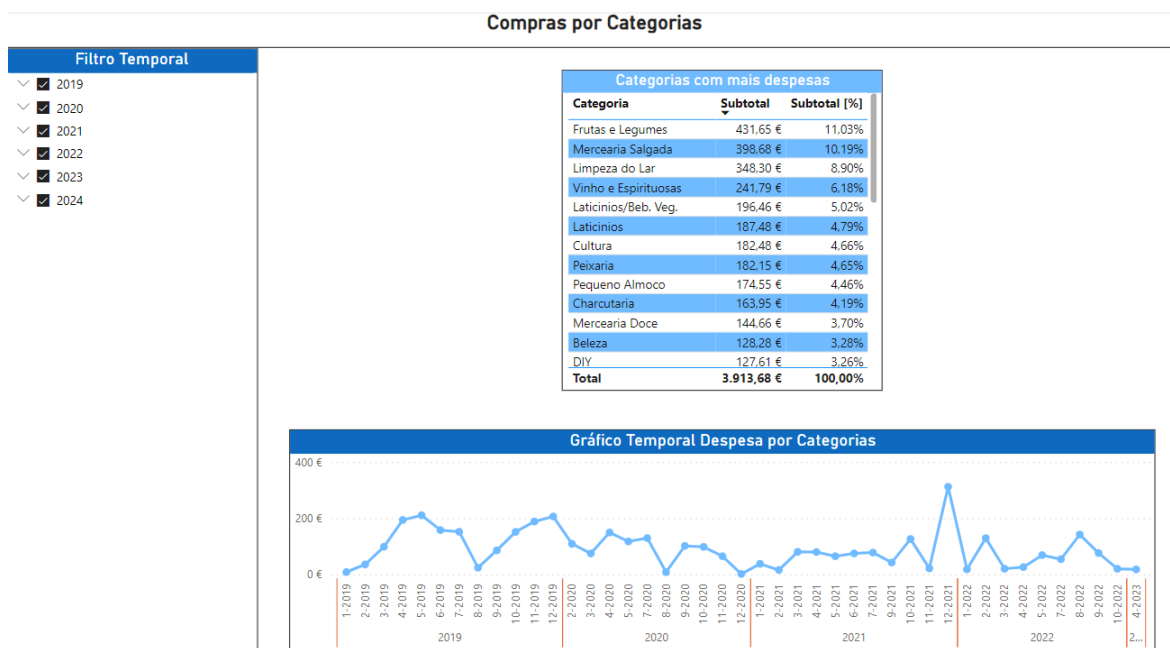 Compras por Categorias
Filtro Temporal
2019
2020
2021
2022
2023
2024
Categorias com mais despesas
Categoria Subtotal Subtotal [%]
Frutas e Legumes 431,65 € 11,03%
Mercearia Salgada 398,68 € 10,19%
Limpeza do Lar 348,30 € 8,90%
Vinho e Espirituosas 241,79 € 6,18%
Laticinios/Beb. Veg. 196,46 € 5,02%
Laticinios 187,48 € 4,79%
Cultura 182,48 € 4,66%
Peixaria 182,15 € 4,65%
Pequeno Almoco 174,55 € 4,46%
Charcutaria 163,95 € 4,19%
Mercearia Doce 144,66 € 3,70%
Beleza 128,28 € 3,28%
DIY 127,61 € 3,26%
Total 3.913,68 € 100,00%
Gráfico Temporal Despesa por Categorias
400 €
200 €
0 €
1-2019 2-2019 3-2019 4-2019 5-2019 6-2019 7-2019 8-2019 9-2019 10-2019 11-2019 12-2019 2-2020 3-2020 4-2020 5-2020 7-2020 8-2020 9-2020 10-2020 11-2020 12-2020 1-2021 2-2021 3-2021 4-2021 5-2021 6-2021 7-2021 9-2021 10-2021 11-2021 12-2021 1-2022 2-2022 3-2022 4-2022 5-2022 7-2022 8-2022 9-2022 10-2022 4-2023
2019 2020 2021 2022 2...